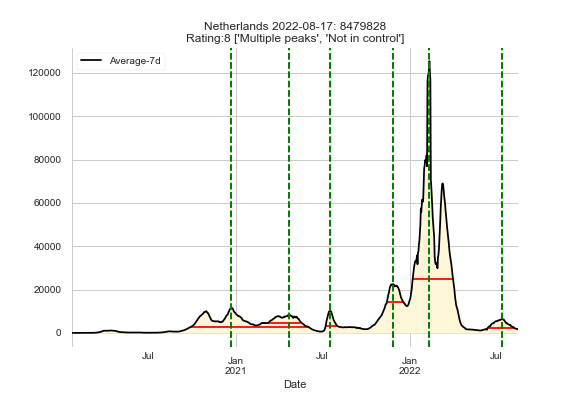 Netherlands 2022-08-17: 8479828
Rating:8 ['Multiple peaks', 'Not in control']
Average-7d
120000
100000
80000
60000
40000
20000
0
Jul
Jan
2021
Jul
Jan
2022
Jul
Date